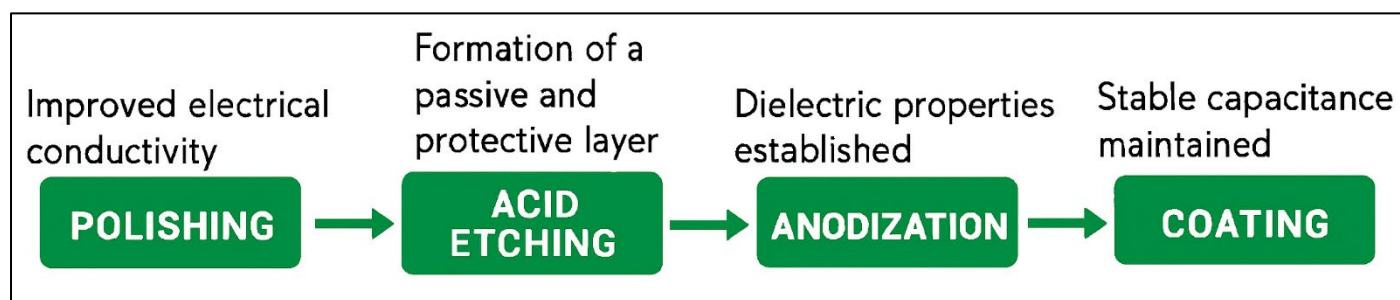 Improved electrical
conductivity
POLISHING
Formation of a
passive and
protective layer
ACID
ETCHING
Dielectric properties
established
ANODIZATION
Stable capacitance
maintained
COATING